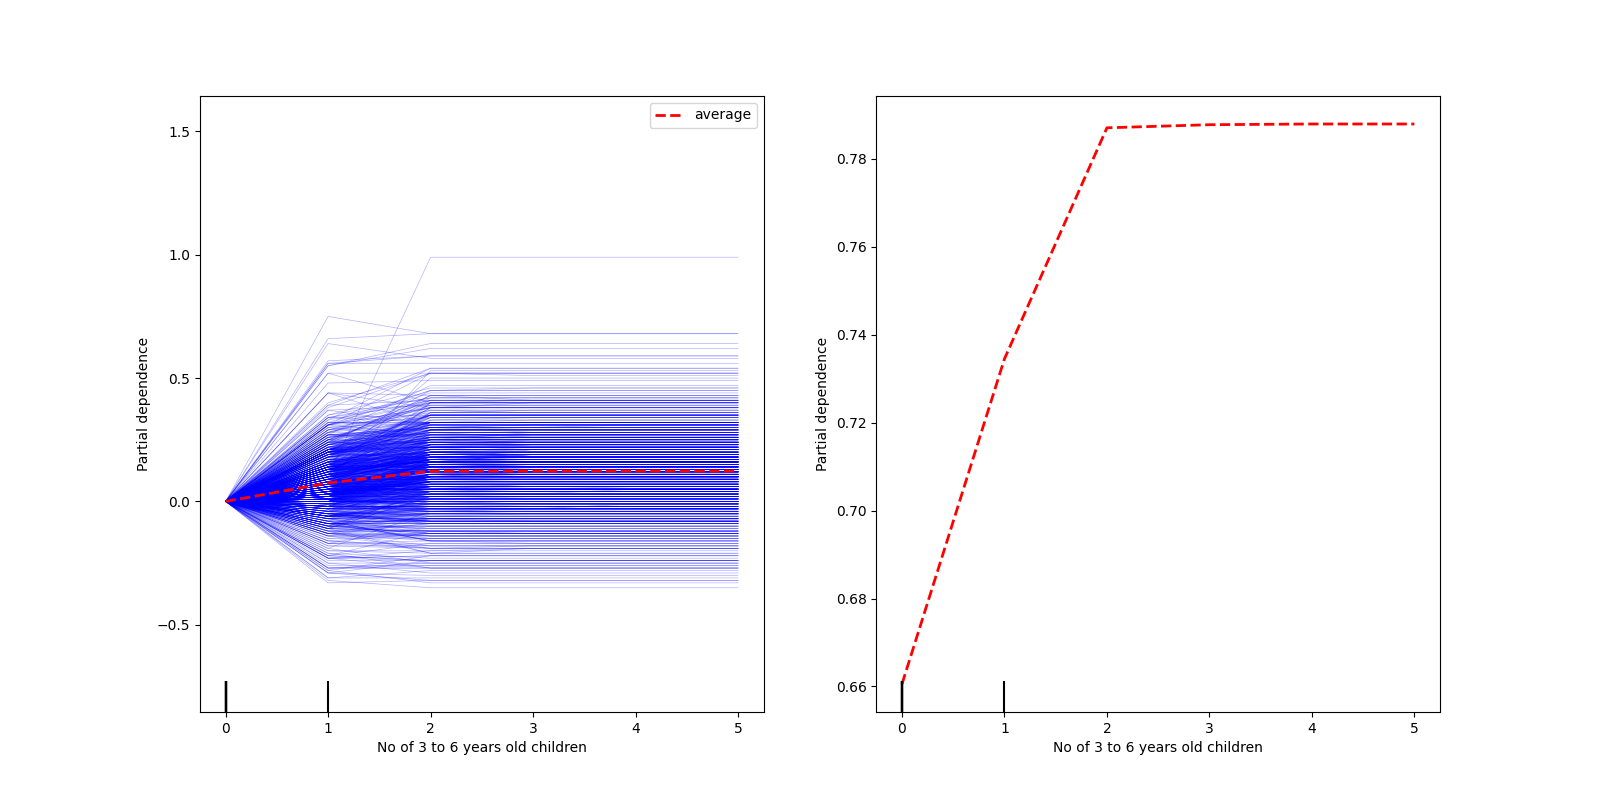 average
1.5
1.0
0.5
0.0
−0.5
Partial dependence
0 1 2 3 4 5
No of 3 to 6 years old children
0.78
0.76
0.74
0.72
0.70
0.68
0.66
Partial dependence
0 1 2 3 4 5
No of 3 to 6 years old children